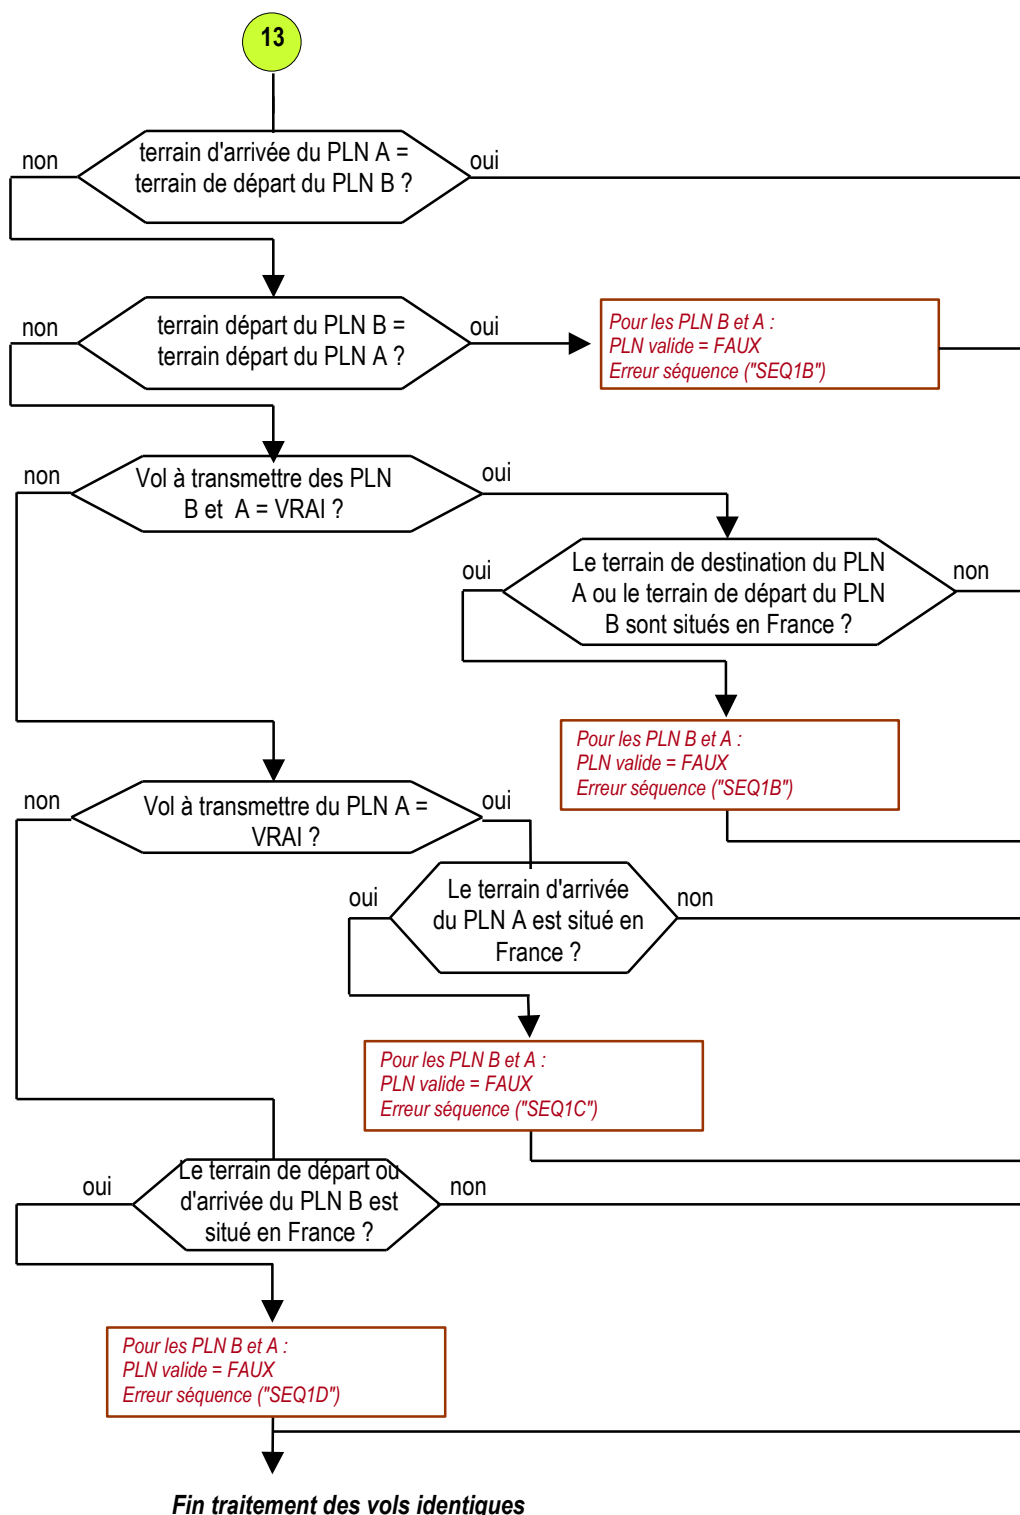 13
terrain d'arrivée du PLN A =
terrain de départ du PLN B ?
non
oui
terrain départ du PLN B =
terrain départ du PLN A ?
non
oui
Pour les PLN B et A :
PLN valide = FAUX
Erreur séquence ("SEQ1B")
Vol à transmettre des PLN
B et A = VRAI ?
non
oui
Le terrain de destination du PLN
A ou le terrain de départ du PLN
B sont situés en France ?
oui
non
Pour les PLN B et A :
PLN valide = FAUX
Erreur séquence ("SEQ1B")
Vol à transmettre du PLN A =
VRAI ?
non
oui
Le terrain d'arrivée
du PLN A est situé en
France ?
oui
non
Pour les PLN B et A :
PLN valide = FAUX
Erreur séquence ("SEQ1C")
Le terrain de départ ou
d'arrivée du PLN B est
situé en France ?
oui
non
Pour les PLN B et A :
PLN valide = FAUX
Erreur séquence ("SEQ1D")
Fin traitement des vols identiques